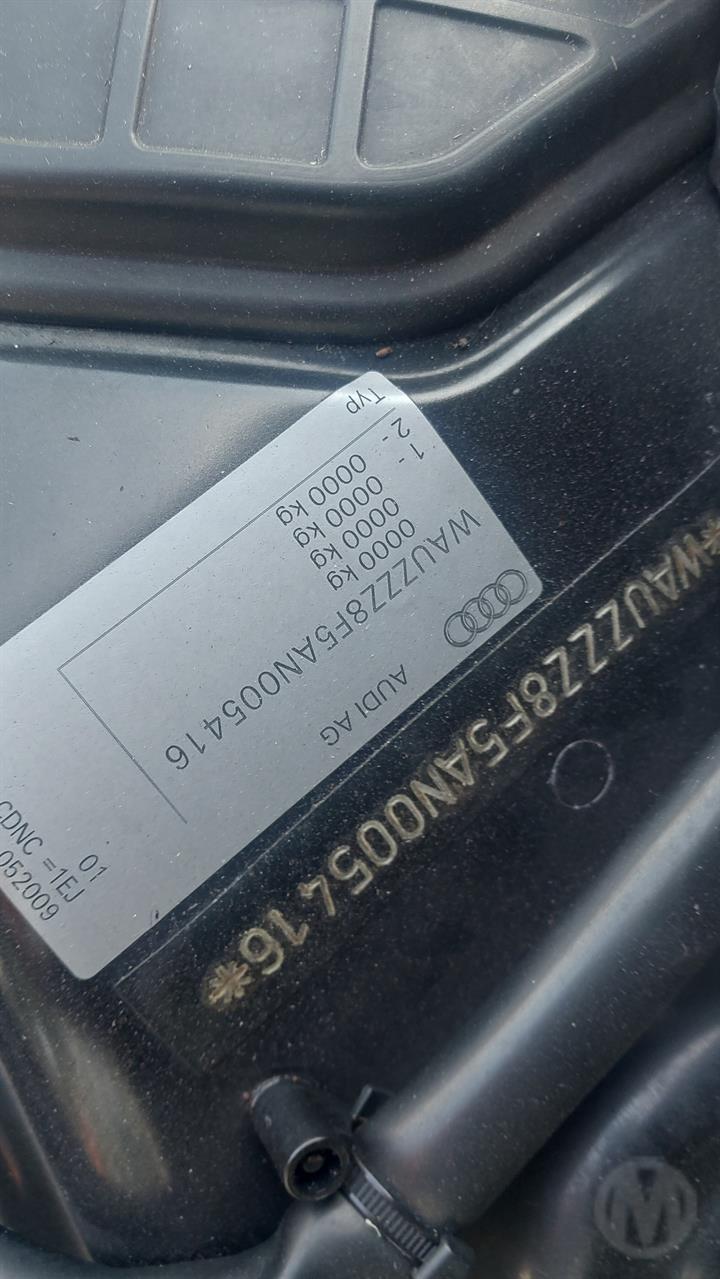 AUDI AG
WAUZZZ8F5AN005416
0000 kg
0000 kg
1 - 0000 kg
2 - 0000 kg
Typ
01
CDNC =1EJ
052009
*WAUZZZ8F5AN005416*
M